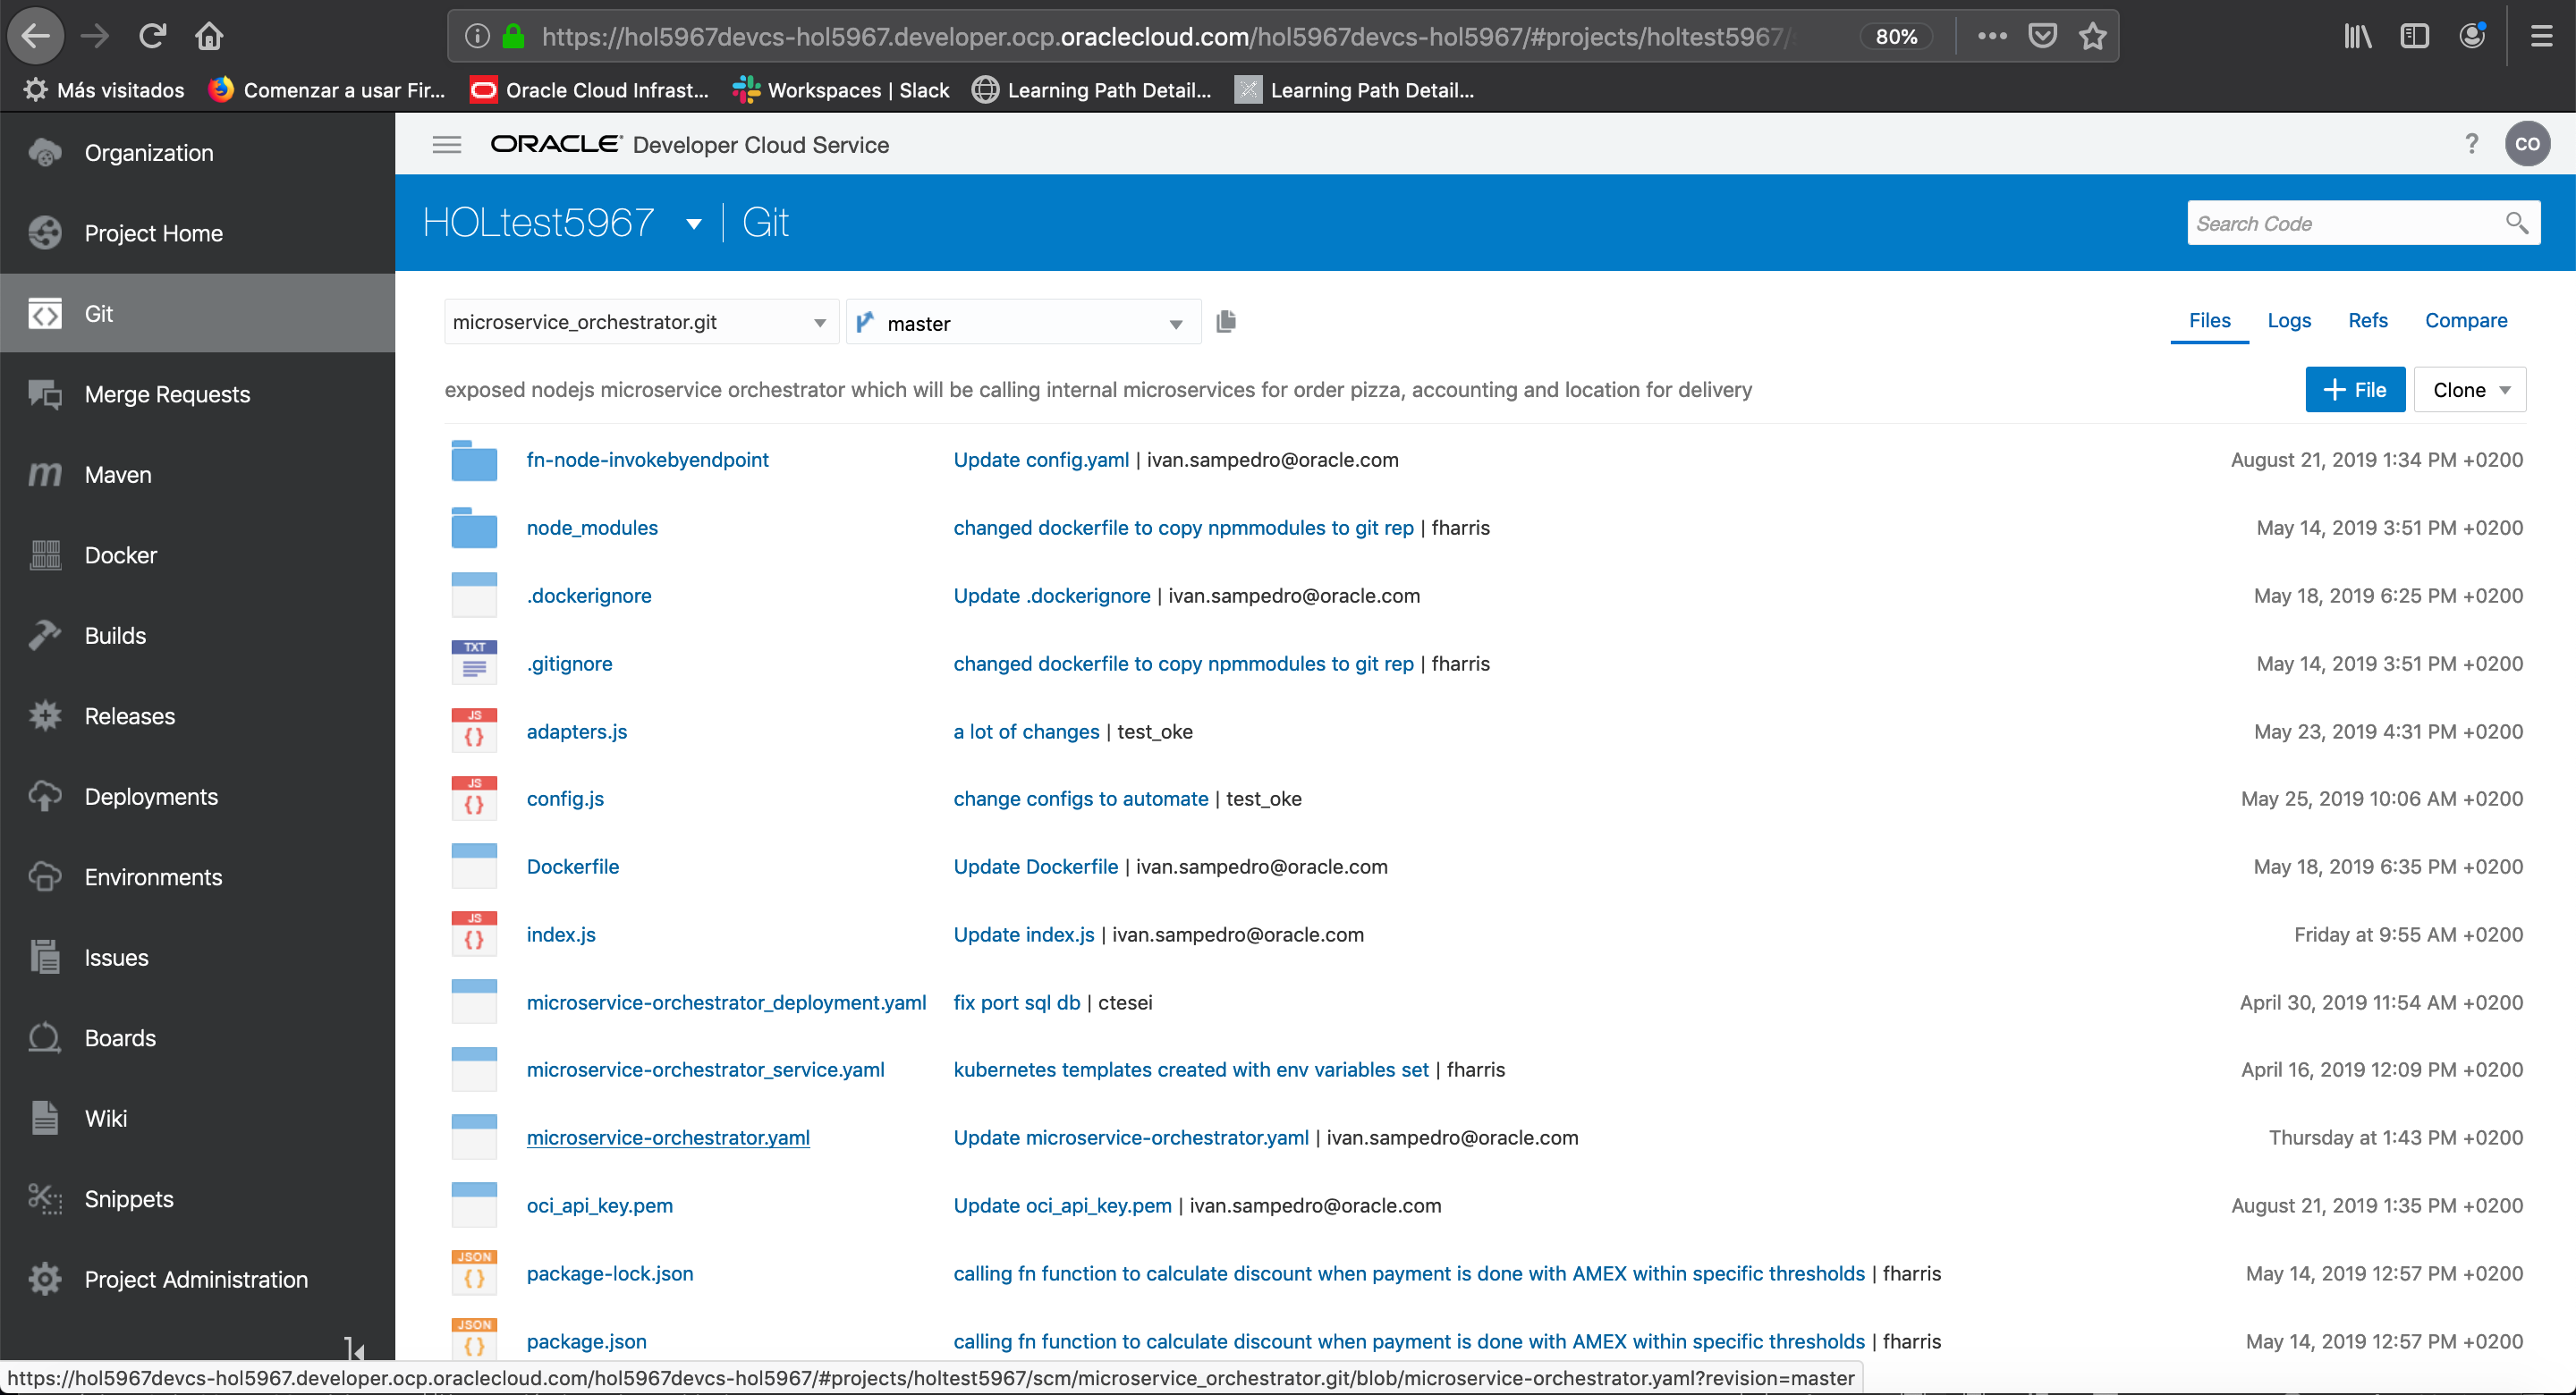 https://hol5967devcs-hol5967.developer.ocp.oraclecloud.com/hol5967devcs-hol5967/#projects/holtest5967/ 80%
Más visitados Comenzar a usar Fir... Oracle Cloud Infrast... Workspaces | Slack Learning Path Detail... Learning Path Detail...
ORACLE Developer Cloud Service ? CO
HOLtest5967 Git Search Code
Organization
Project Home
Git
Merge Requests
Maven
Docker
Builds
Releases
Deployments
Environments
Issues
Boards
Wiki
Snippets
Project Administration
microservice_orchestrator.git master Files Logs Refs Compare
exposed nodejs microservice orchestrator which will be calling internal microservices for order pizza, accounting and location for delivery + File Clone
fn-node-invokebyendpoint Update config.yaml | ivan.sampedro@oracle.com August 21, 2019 1:34 PM +0200
node_modules changed dockerfile to copy npmmodules to git rep | fharris May 14, 2019 3:51 PM +0200
.dockerignore Update .dockerignore | ivan.sampedro@oracle.com May 18, 2019 6:25 PM +0200
TXT .gitignore changed dockerfile to copy npmmodules to git rep | fharris May 14, 2019 3:51 PM +0200
JS {} adapters.js a lot of changes | test_oke May 23, 2019 4:31 PM +0200
JS {} config.js change configs to automate | test_oke May 25, 2019 10:06 AM +0200
Dockerfile Update Dockerfile | ivan.sampedro@oracle.com May 18, 2019 6:35 PM +0200
JS {} index.js Update index.js | ivan.sampedro@oracle.com Friday at 9:55 AM +0200
microservice-orchestrator_deployment.yaml fix port sql db | ctesei April 30, 2019 11:54 AM +0200
microservice-orchestrator_service.yaml kubernetes templates created with env variables set | fharris April 16, 2019 12:09 PM +0200
microservice-orchestrator.yaml Update microservice-orchestrator.yaml | ivan.sampedro@oracle.com Thursday at 1:43 PM +0200
oci_api_key.pem Update oci_api_key.pem | ivan.sampedro@oracle.com August 21, 2019 1:35 PM +0200
JSON {} package-lock.json calling fn function to calculate discount when payment is done with AMEX within specific thresholds | fharris May 14, 2019 12:57 PM +0200
JSON {} package.json calling fn function to calculate discount when payment is done with AMEX within specific thresholds | fharris May 14, 2019 12:57 PM +0200
https://hol5967devcs-hol5967.developer.ocp.oraclecloud.com/hol5967devcs-hol5967/#projects/holtest5967/scm/microservice_orchestrator.git/blob/microservice-orchestrator.yaml?revision=master